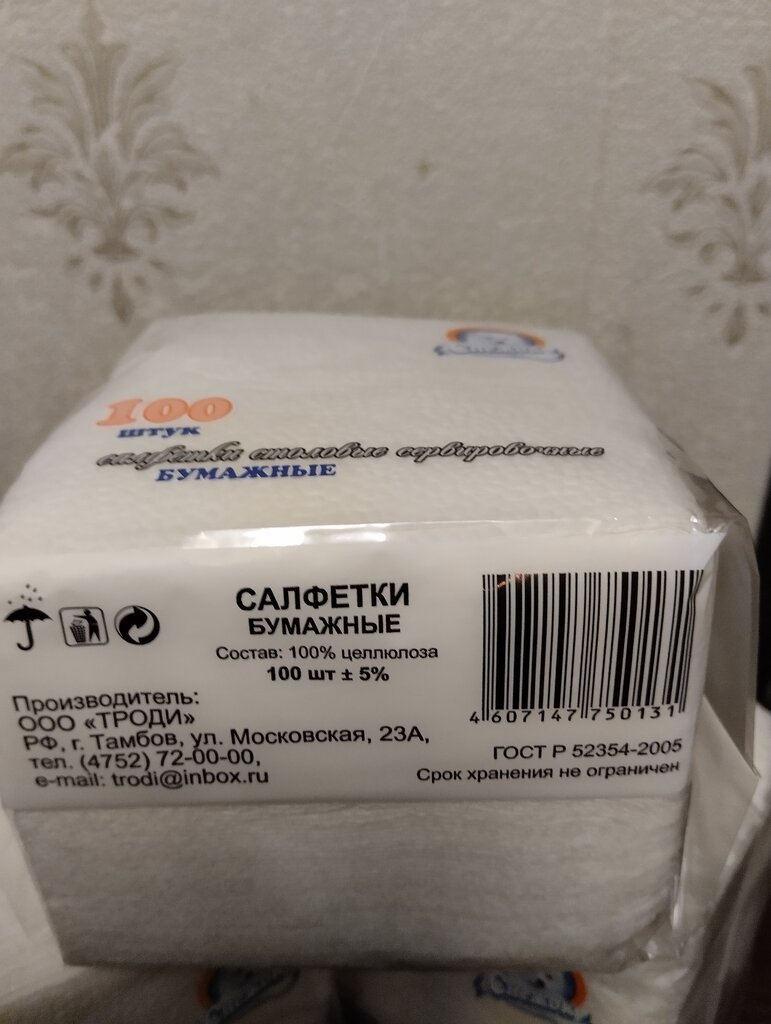 100
штук
салфетки столовые сервировочные
БУМАЖНЫЕ
САЛФЕТКИ
БУМАЖНЫЕ
Состав: 100% целлюлоза
100 шт ± 5%
Производитель:
ООО «ТРОДИ»
РФ, г. Тамбов, ул. Московская, 23А,
тел. (4752) 72-00-00,
e-mail: trodi@inbox.ru
4 607147 750131
ГОСТ Р 52354-2005
Срок хранения не ограничен